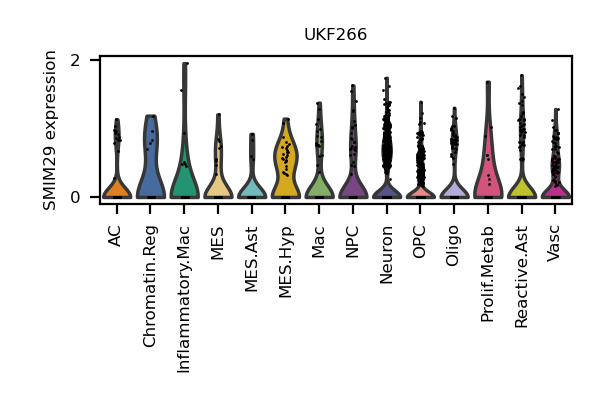 UKF266
SMIM29 expression
2
0
AC
Chromatin.Reg
Inflammatory.Mac
MES
MES.Ast
MES.Hyp
Mac
NPC
Neuron
OPC
Oligo
Prolif.Metab
Reactive.Ast
Vasc